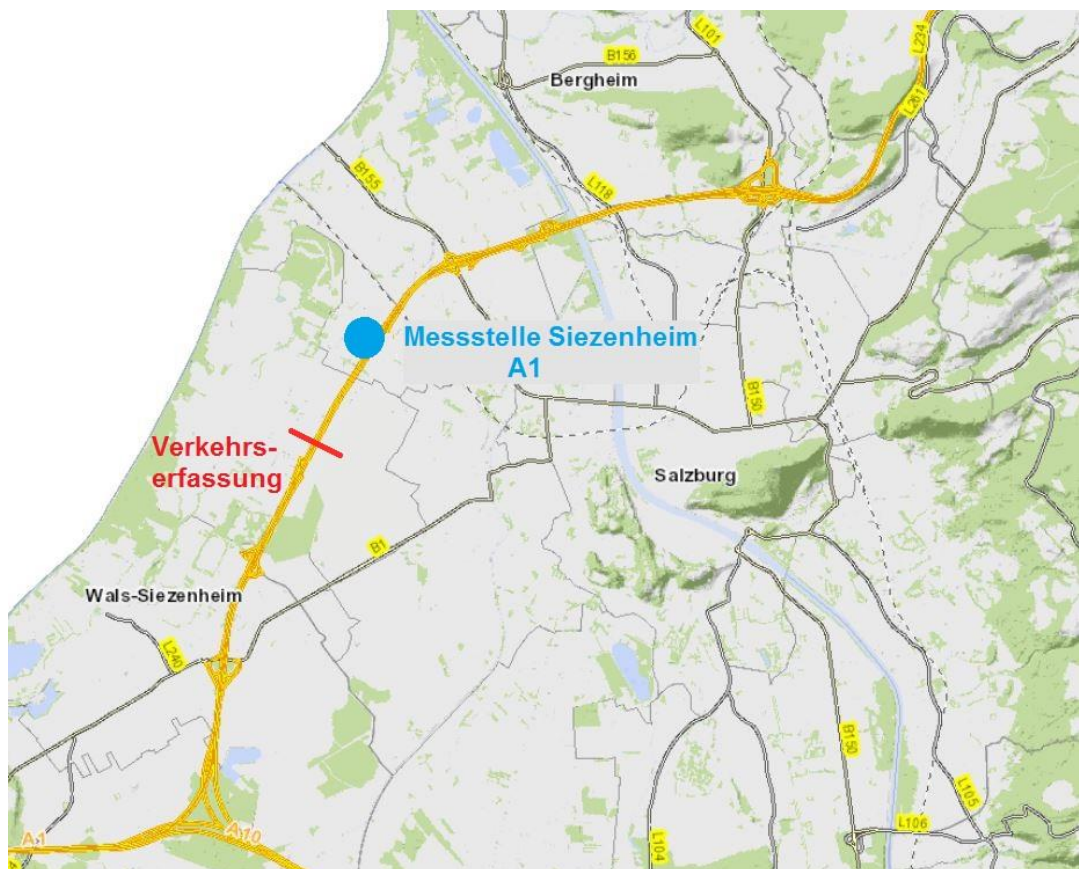 L101
L234
B156
Bergheim
L261
B155
L118
Messstelle Siezenheim
A1
B150
Verkehrs-
erfassung
Salzburg
B1
Wals-Siezenheim
L240
B150
L105
A1
A10
L104
L106